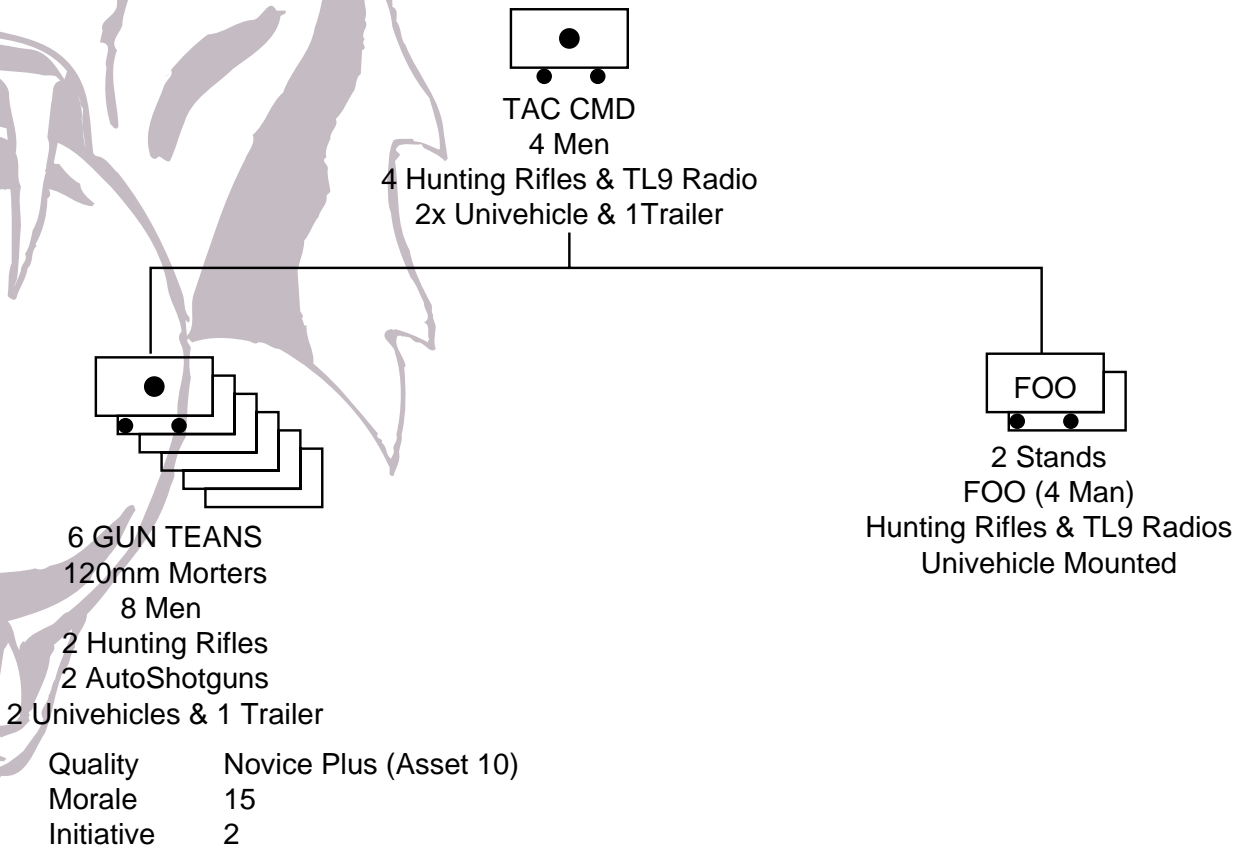 TAC CMD
4 Men
4 Hunting Rifles & TL9 Radio
2x Univehicle & 1Trailer
6 GUN TEANS
120mm Morters
8 Men
2 Hunting Rifles
2 AutoShotguns
2 Univehicles & 1 Trailer
FOO
2 Stands
FOO (4 Man)
Hunting Rifles & TL9 Radios
Univehicle Mounted
Quality Novice Plus (Asset 10)
Morale 15
Initiative 2